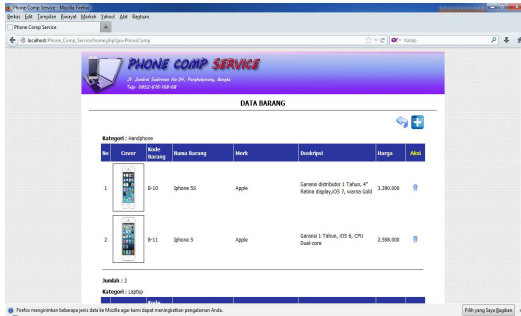 Phone Comp Service - Mozilla Firefox
Berkas Edit Tampilan Riwayat Markah Yahoo! Alat Bantuan
Phone Comp Service
localhost/Phone_Comp_Service/home.php?go=PhoneComp
Yahoo
PHONE COMP SERVICE
Jl. Jendral Sudirman No.24, Pangkalpinang, Bangka
Telp. 0852-670-168-68
DATA BARANG
Kategori : Handphone
No Cover Kode Barang Nama Barang Merk Deskripsi Harga Aksi
1 B-10 Iphone 5S Apple Garansi distributor 1 Tahun, 4" 3.390.000
Retina display,iOS 7, warna Gold
2 B-11 Iphone 5 Apple Garansi 1 Tahun, iOS 6, CPU 2.598.000
Dual-core
Jumlah : 2
Kategori : Laptop
Kode
Firefox mengirimkan beberapa jenis data ke Mozilla agar kami dapat meningkatkan pengalaman Anda.
Pilih yang Saya Bagikan